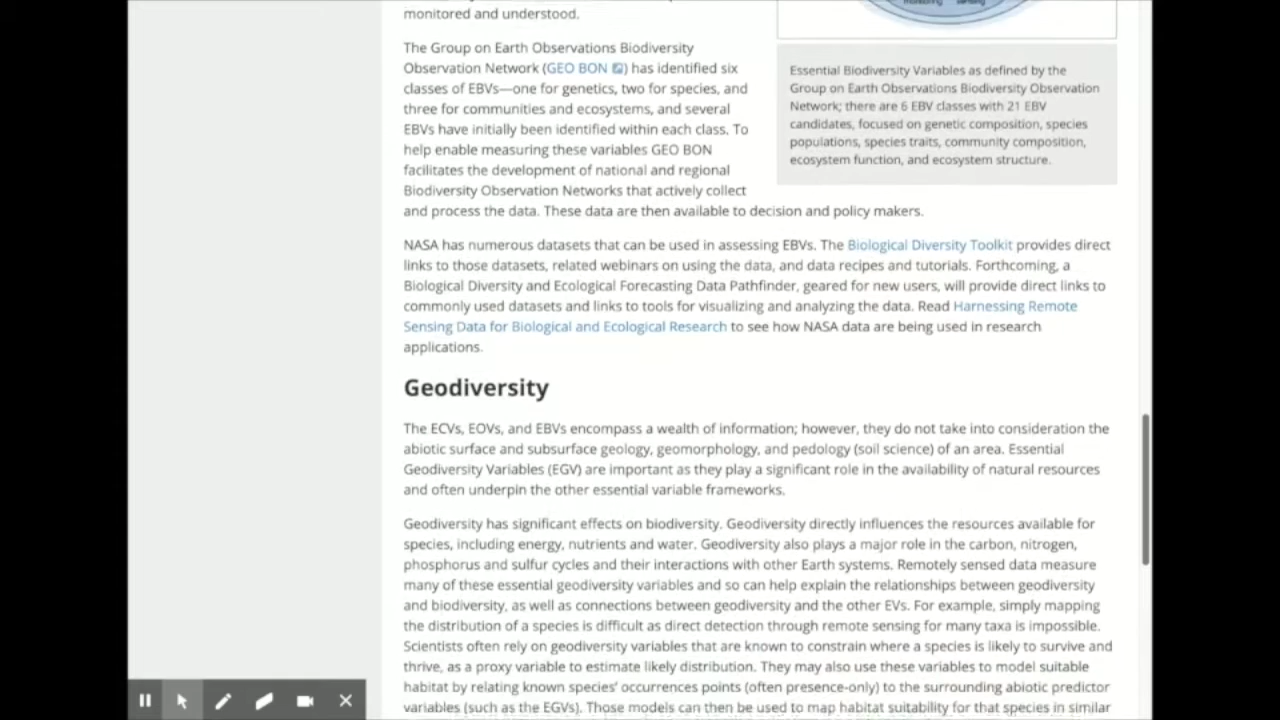 monitored and understood.
monitoring sensing
The Group on Earth Observations Biodiversity
Observation Network (GEO BON) has identified six
classes of EBVs—one for genetics, two for species, and
three for communities and ecosystems, and several
EBVs have initially been identified within each class. To
help enable measuring these variables GEO BON
facilitates the development of national and regional
Biodiversity Observation Networks that actively collect
and process the data. These data are then available to decision and policy makers.
Essential Biodiversity Variables as defined by the
Group on Earth Observations Biodiversity Observation
Network; there are 6 EBV classes with 21 EBV
candidates, focused on genetic composition, species
populations, species traits, community composition,
ecosystem function, and ecosystem structure.
NASA has numerous datasets that can be used in assessing EBVs. The Biological Diversity Toolkit provides direct
links to those datasets, related webinars on using the data, and data recipes and tutorials. Forthcoming, a
Biological Diversity and Ecological Forecasting Data Pathfinder, geared for new users, will provide direct links to
commonly used datasets and links to tools for visualizing and analyzing the data. Read Harnessing Remote
Sensing Data for Biological and Ecological Research to see how NASA data are being used in research
applications.
Geodiversity
The ECVs, EOVs, and EBVs encompass a wealth of information; however, they do not take into consideration the
abiotic surface and subsurface geology, geomorphology, and pedology (soil science) of an area. Essential
Geodiversity Variables (EGV) are important as they play a significant role in the availability of natural resources
and often underpin the other essential variable frameworks.
Geodiversity has significant effects on biodiversity. Geodiversity directly influences the resources available for
species, including energy, nutrients and water. Geodiversity also plays a major role in the carbon, nitrogen,
phosphorus and sulfur cycles and their interactions with other Earth systems. Remotely sensed data measure
many of these essential geodiversity variables and so can help explain the relationships between geodiversity
and biodiversity, as well as connections between geodiversity and the other EVs. For example, simply mapping
the distribution of a species is difficult as direct detection through remote sensing for many taxa is impossible.
Scientists often rely on geodiversity variables that are known to constrain where a species is likely to survive and
thrive, as a proxy variable to estimate likely distribution. They may also use these variables to model suitable
habitat by relating known species' occurrences points (often presence-only) to the surrounding abiotic predictor
variables (such as the EGVs). Those models can then be used to map habitat suitability for that species in similar